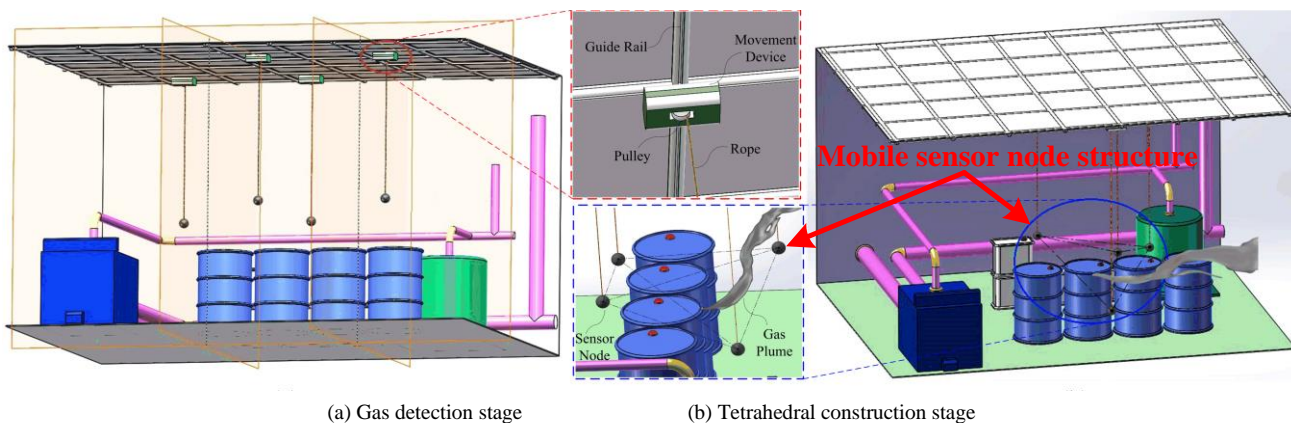 Guide Rail
Movement
Device
Pulley
Rope
Mobile sensor node structure
Sensor
Node
Gas
Plume
(a) Gas detection stage
(b) Tetrahedral construction stage